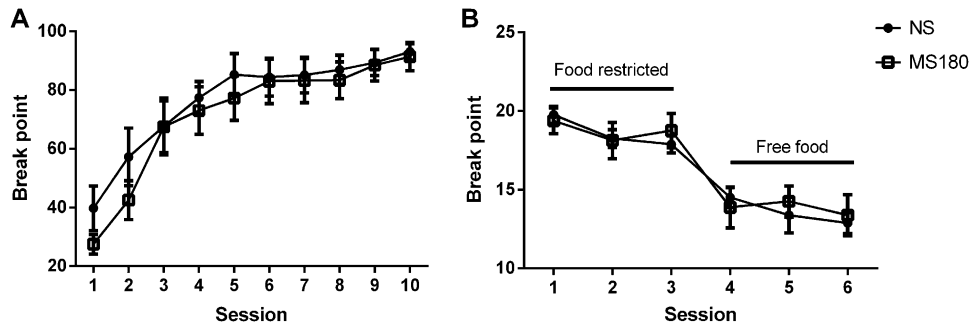 A
Break point
100
80
60
40
20
1 2 3 4 5 6 7 8 9 10
Session
B
Break point
25
20
15
10
Food restricted
Free food
1 2 3 4 5 6
Session
NS
MS180